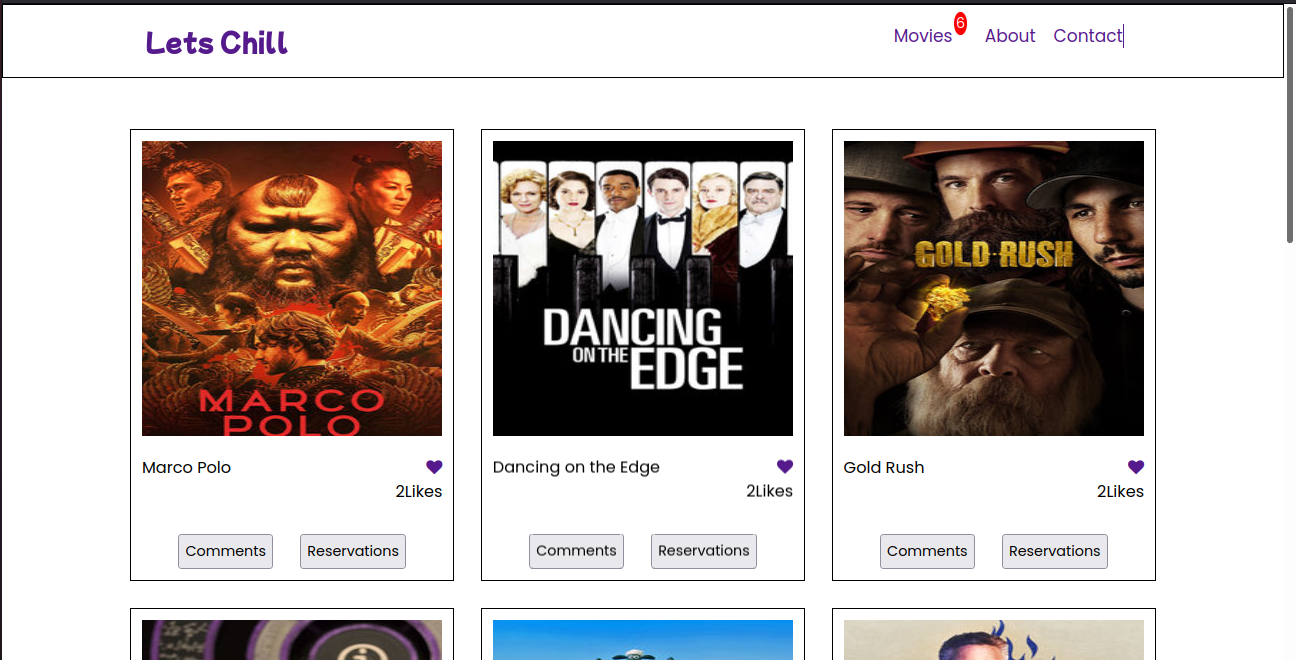 Lets Chill
Movies 6 About Contact
MARCO
POLO
DANCING
ON THE EDGE
GOLD RUSH
Marco Polo
2Likes
Comments Reservations
Dancing on the Edge
2Likes
Comments Reservations
Gold Rush
2Likes
Comments Reservations